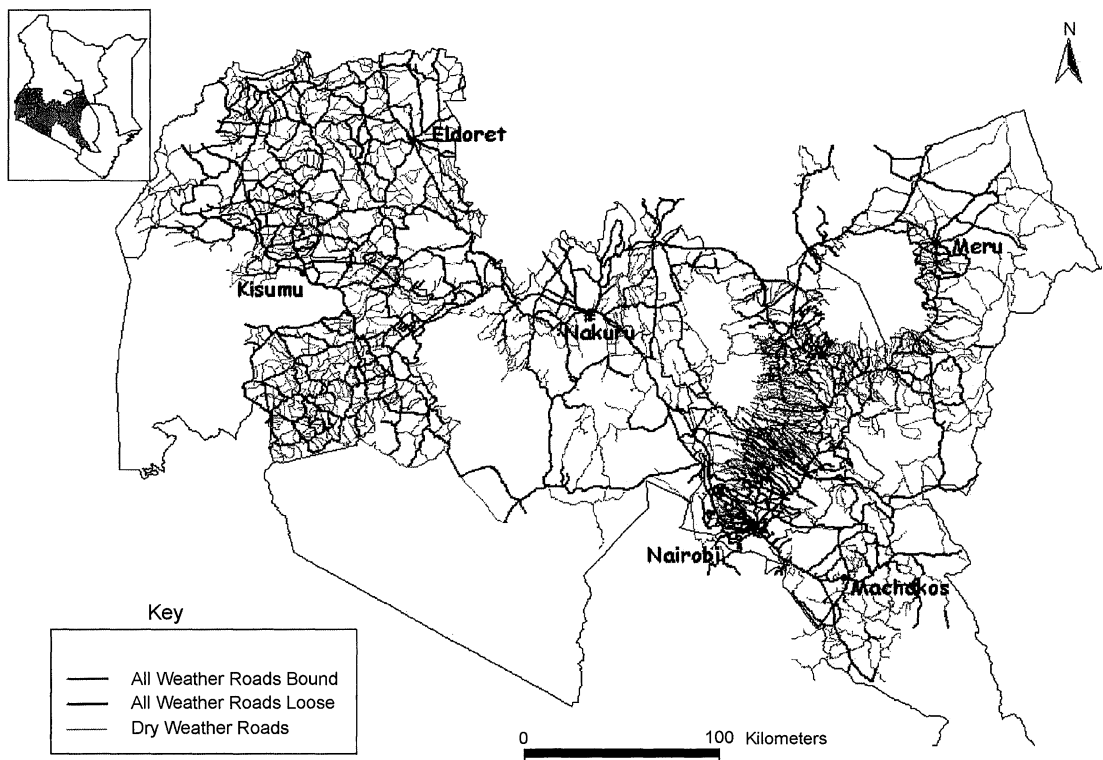 N
Eldoret
Meru
Kisumu
Nakuru
Nairobi
Machakos
Key
All Weather Roads Bound
All Weather Roads Loose
Dry Weather Roads
0 100 Kilometers